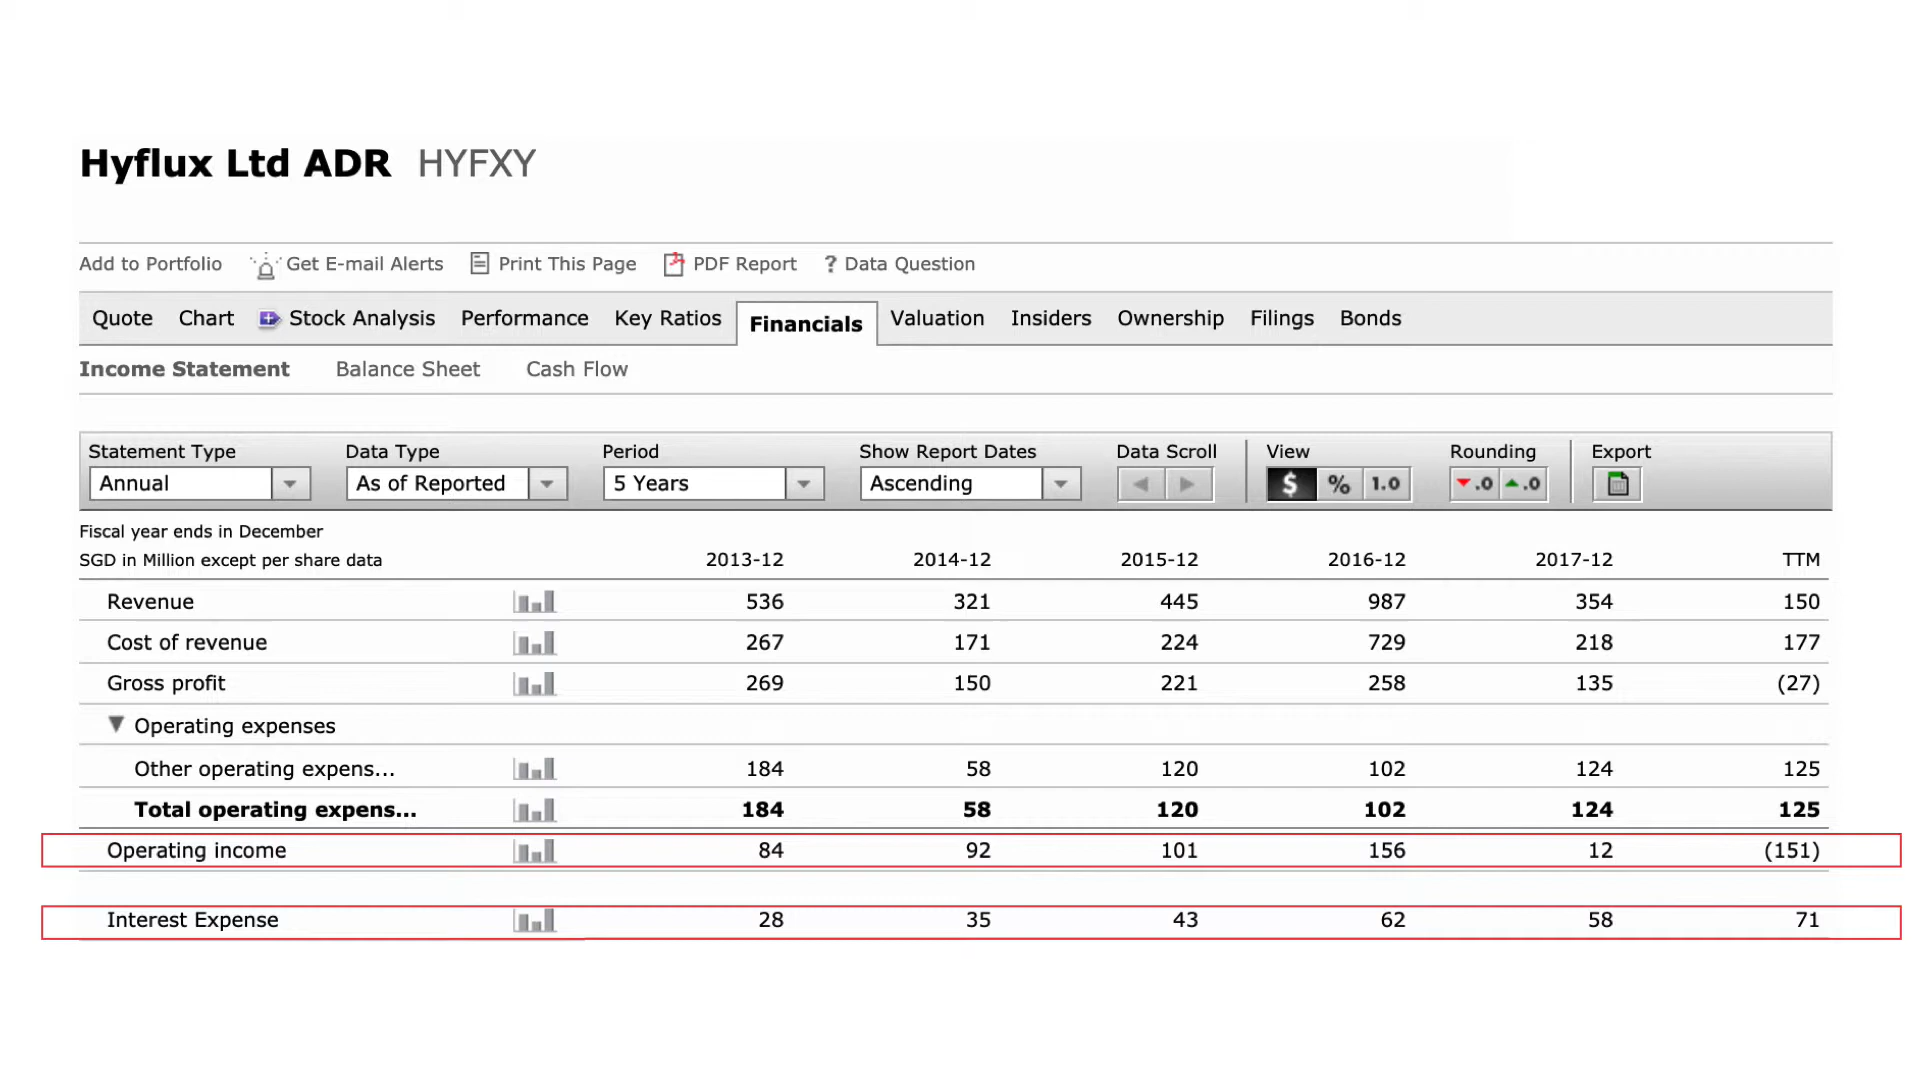 Hyflux Ltd ADR HYFXY
Add to Portfolio Get E-mail Alerts Print This Page PDF Report ? Data Question
Quote Chart Stock Analysis Performance Key Ratios Financials Valuation Insiders Ownership Filings Bonds
Income Statement Balance Sheet Cash Flow
Statement Type Data Type Period Show Report Dates Data Scroll View Rounding Export
Annual As of Reported 5 Years Ascending $ % 1.0 .0 .0
Fiscal year ends in December
SGD in Million except per share data 2013-12 2014-12 2015-12 2016-12 2017-12 TTM
Revenue 536 321 445 987 354 150
Cost of revenue 267 171 224 729 218 177
Gross profit 269 150 221 258 135 (27)
Operating expenses
Other operating expens... 184 58 120 102 124 125
Total operating expens... 184 58 120 102 124 125
Operating income 84 92 101 156 12 (151)
Interest Expense 28 35 43 62 58 71